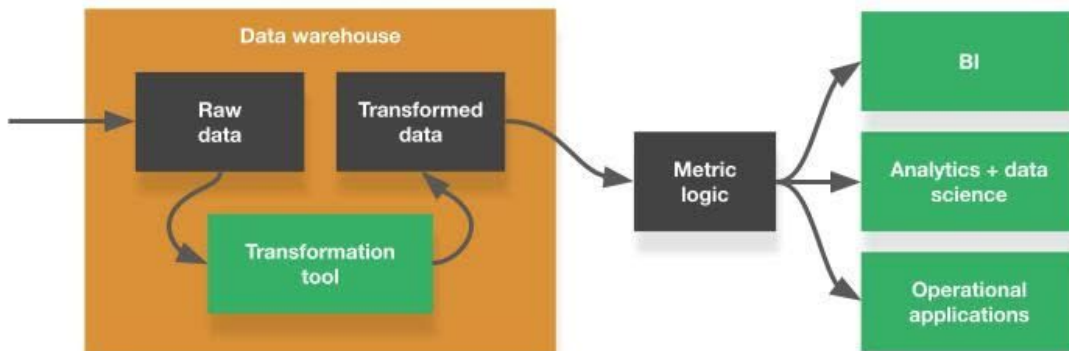 Data warehouse
Raw
data
Transformed
data
Transformation
tool
Metric
logic
BI
Analytics + data
science
Operational
applications